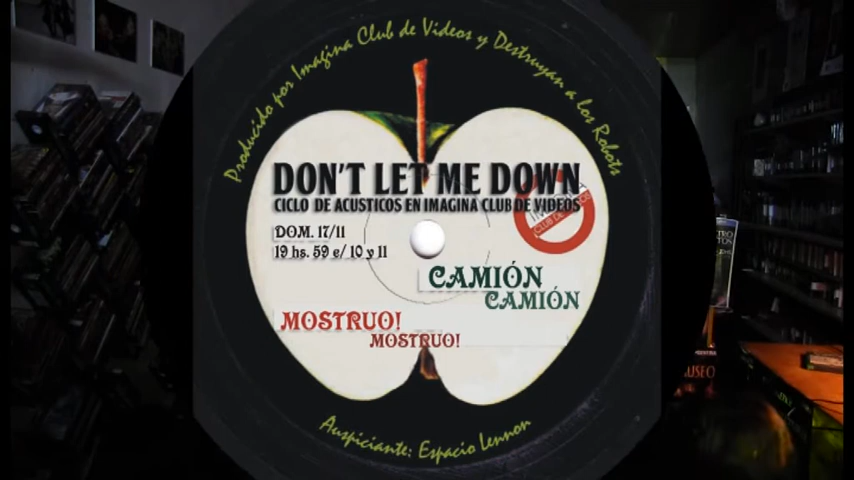 Producido por Imagina Club de Videos y Destruyan a los Robots
DON'T LET ME DOWN
CICLO DE ACUSTICOS EN IMAGINA CLUB DE VIDEOS
DOM. 17/11
19 hs. 59 e/ 10 y 11
CAMIÓN
CAMIÓN
MOSTRUO!
MOSTRUO!
Auspiciante: Espacio Lennon